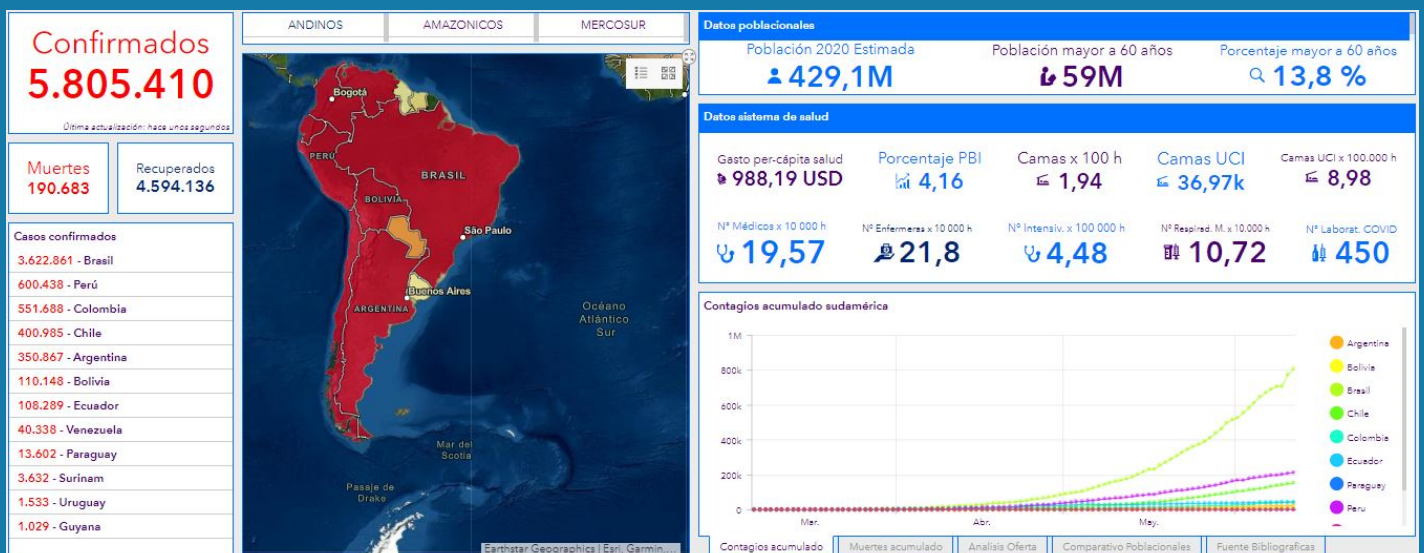 Confirmados
5.805.410
Última actualización: hace unos segundos
Muertes
190.683
Recuperados
4.594.136
Casos confirmados
3.622.861 - Brasil
600.438 - Perú
551.688 - Colombia
400.985 - Chile
350.867 - Argentina
110.148 - Bolivia
108.289 - Ecuador
40.338 - Venezuela
13.602 - Paraguay
3.632 - Surinam
1.533 - Uruguay
1.029 - Guyana
ANDINOS
AMAZONICOS
MERCOSUR
Bogotá
PERÚ
BRASIL
BOLIVIA
São Paulo
Buenos Aires
ARGENTINA
Océano
Atlántico
Sur
Mar del
Scotia
Pasaje de
Drake
Earthstar Geographics | Esri, Garmin,...
Datos poblacionales
Población 2020 Estimada
429,1M
Población mayor a 60 años
59M
Porcentaje mayor a 60 años
13,8 %
Datos sistema de salud
Gasto per-cápita salud
988,19 USD
Porcentaje PBI
4,16
Camas x 100 h
1,94
Camas UCI
36,97k
Camas UCI x 100.000 h
8,98
Nº Médicos x 10 000 h
19,57
Nº Enfermeras x 10 000 h
21,8
Nº Intensiv. x 100 000 h
4,48
Nº Respirad. M. x 10.000 h
10,72
Nº Laborat. COVID
450
Contagios acumulado sudamérica
1M
800k
600k
400k
200k
0
Mar.
Abr.
May.
Argentina
Bolivia
Brasil
Chile
Colombia
Ecuador
Paraguay
Peru
Contagios acumulado
Muertes acumulado
Analisis Oferta
Comparativo Poblacionales
Fuente Bibliograficas